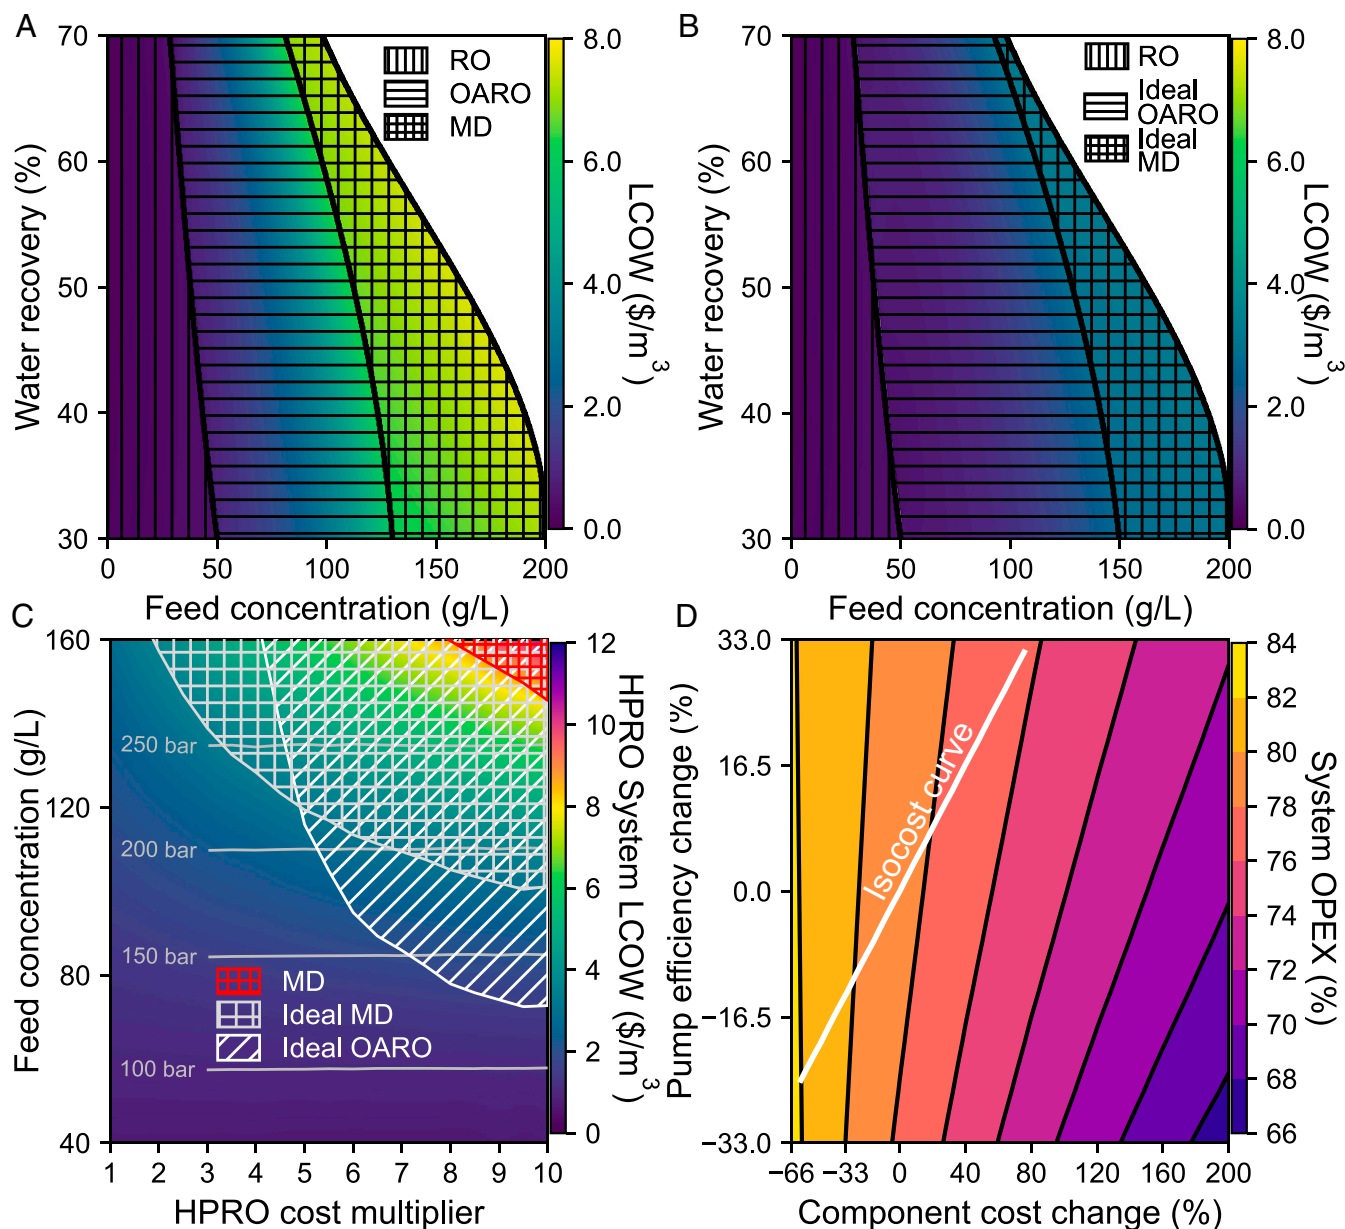 A
70
60
50
40
30
Water recovery (%)
0
50
100
150
200
Feed concentration (g/L)
RO
OARO
MD
8.0
6.0
4.0
2.0
0.0
LCOW ($/m³)
B
70
60
50
40
30
Water recovery (%)
0
50
100
150
200
Feed concentration (g/L)
RO
Ideal
OARO
Ideal
MD
8.0
6.0
4.0
2.0
0.0
LCOW ($/m³)
C
160
120
80
40
Feed concentration (g/L)
250 bar
200 bar
150 bar
100 bar
MD
Ideal MD
Ideal OARO
1
2
3
4
5
6
7
8
9
10
HPRO cost multiplier
12
10
8
6
4
2
0
HPRO System LCOW ($/m³)
D
33.0
16.5
0.0
−16.5
−33.0
Pump efficiency change (%)
Isocost curve
−66
−33
0
40
80
120
160
200
Component cost change (%)
84
82
80
78
76
74
72
70
68
66
System OPEX (%)